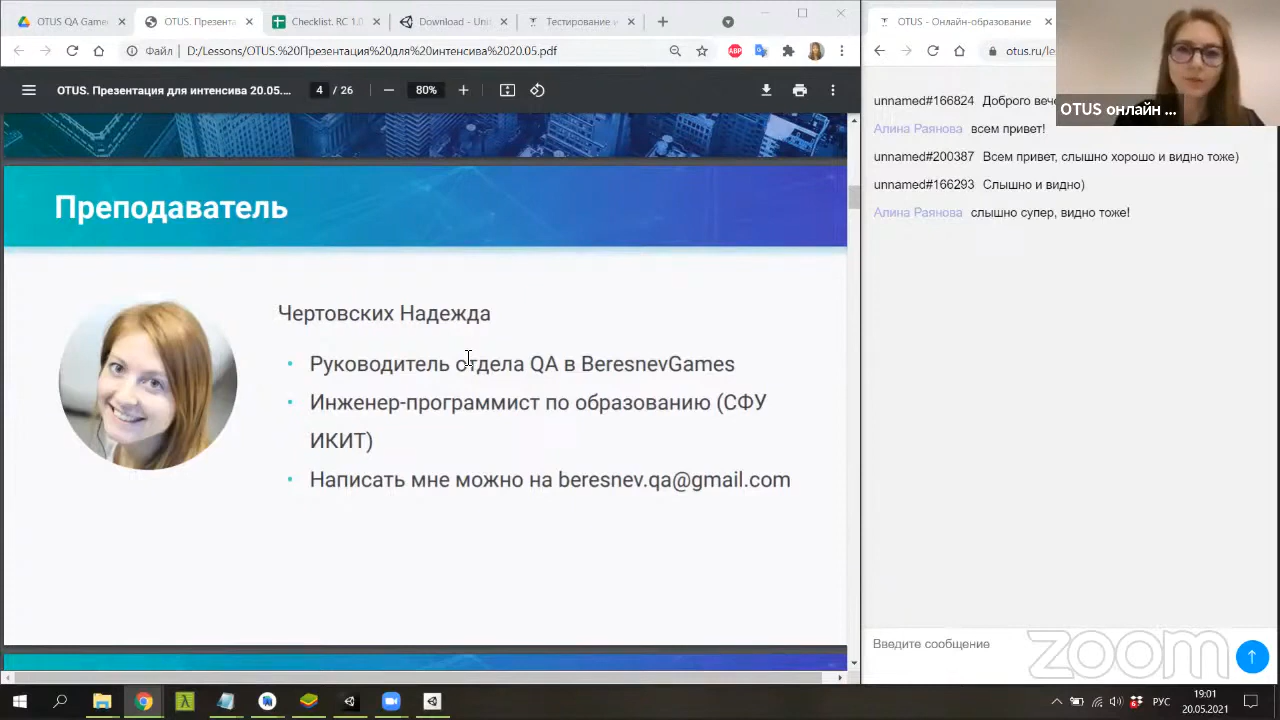 OTUS QA Game
OTUS. Презента
Checklist. RC 1.0
Download - Unit
Тестирование и
OTUS - Онлайн-образование
Файл
D:/Lessons/OTUS.%20Презентация%20для%20интенсива%2020.05.pdf
otus.ru/le
OTUS. Презентация для интенсива 20.05....
4 / 26
80%
OTUS онлайн ...
unnamed#166824 Доброго вече
Алина Раянова всем привет!
unnamed#200387 Всем привет, слышно хорошо и видно тоже)
unnamed#166293 Слышно и видно)
Алина Раянова слышно супер, видно тоже!
Преподаватель
Чертовских Надежда
• Руководитель отдела QA в BeresnevGames
• Инженер-программист по образованию (СФУ
ИКИТ)
• Написать мне можно на beresnev.qa@gmail.com
Введите сообщение
zoom
РУС
19:01
20.05.2021